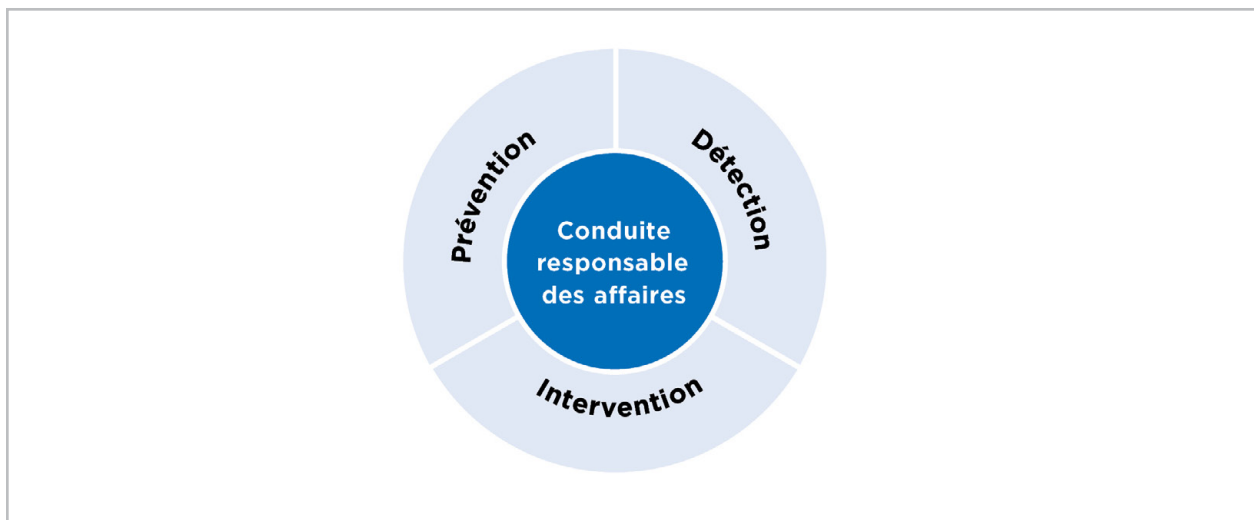 Prévention
Détection
Conduite
responsable
des affaires
Intervention